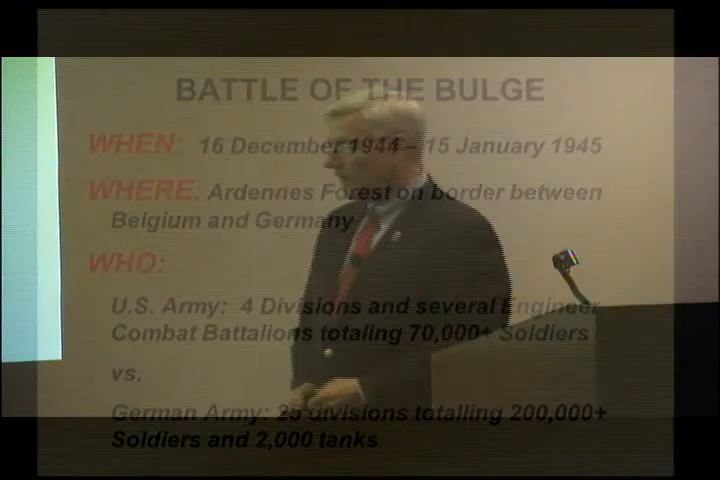 BATTLE OF THE BULGE
WHEN: 16 December 1944 – 15 January 1945
WHERE: Ardennes Forest on border between
Belgium and Germany
WHO:
U.S. Army: 4 Divisions and several Engineer
Combat Battalions totaling 70,000+ Soldiers
vs.
German Army: 25 divisions totalling 200,000+
Soldiers and 2,000 tanks